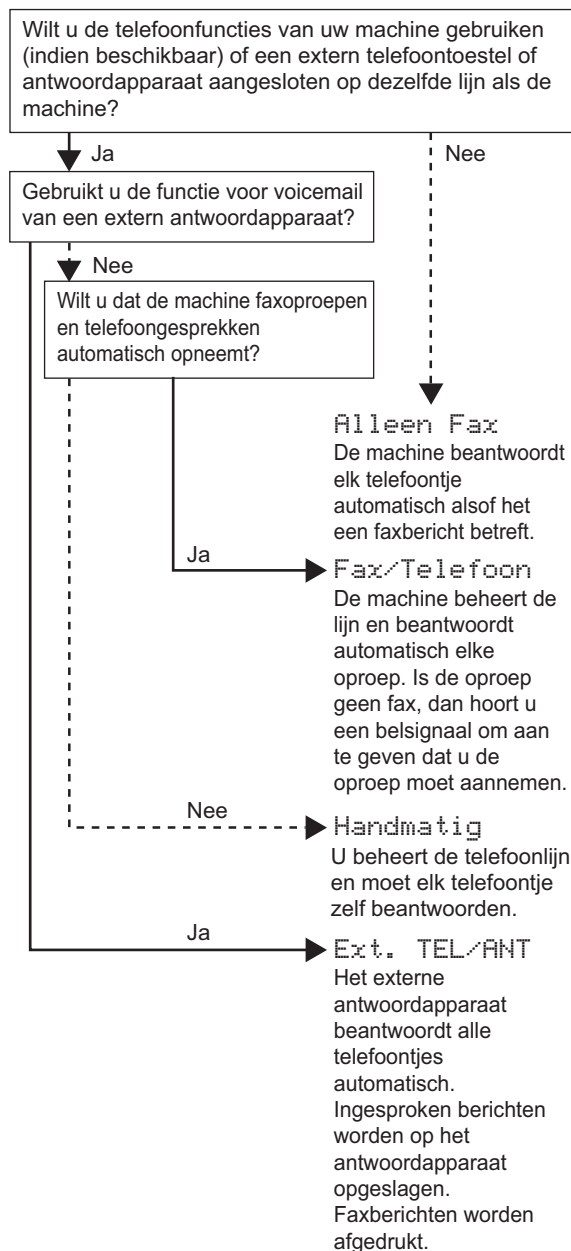 Wilt u de telefoonfuncties van uw machine gebruiken
(indien beschikbaar) of een extern telefoontoestel of
antwoordapparaat aangesloten op dezelfde lijn als de
machine?
Ja
Nee
Gebruikt u de functie voor voicemail
van een extern antwoordapparaat?
Nee
Wilt u dat de machine faxoproepen
en telefoongesprekken
automatisch opneemt?
Alleen Fax
De machine beantwoordt
elk telefoontje
automatisch alsof het
een faxbericht betreft.
Ja
Fax/Telefoon
De machine beheert de
lijn en beantwoordt
automatisch elke
oproep. Is de oproep
geen fax, dan hoort u
een belsignaal om aan
te geven dat u de
oproep moet aannemen.
Nee
Handmatig
U beheert de telefoonlijn
en moet elk telefoontje
zelf beantwoorden.
Ja
Ext. TEL/ANT
Het externe
antwoordapparaat
beantwoordt alle
telefoontjes
automatisch.
Ingesproken berichten
worden op het
antwoordapparaat
opgeslagen.
Faxberichten worden
afgedrukt.